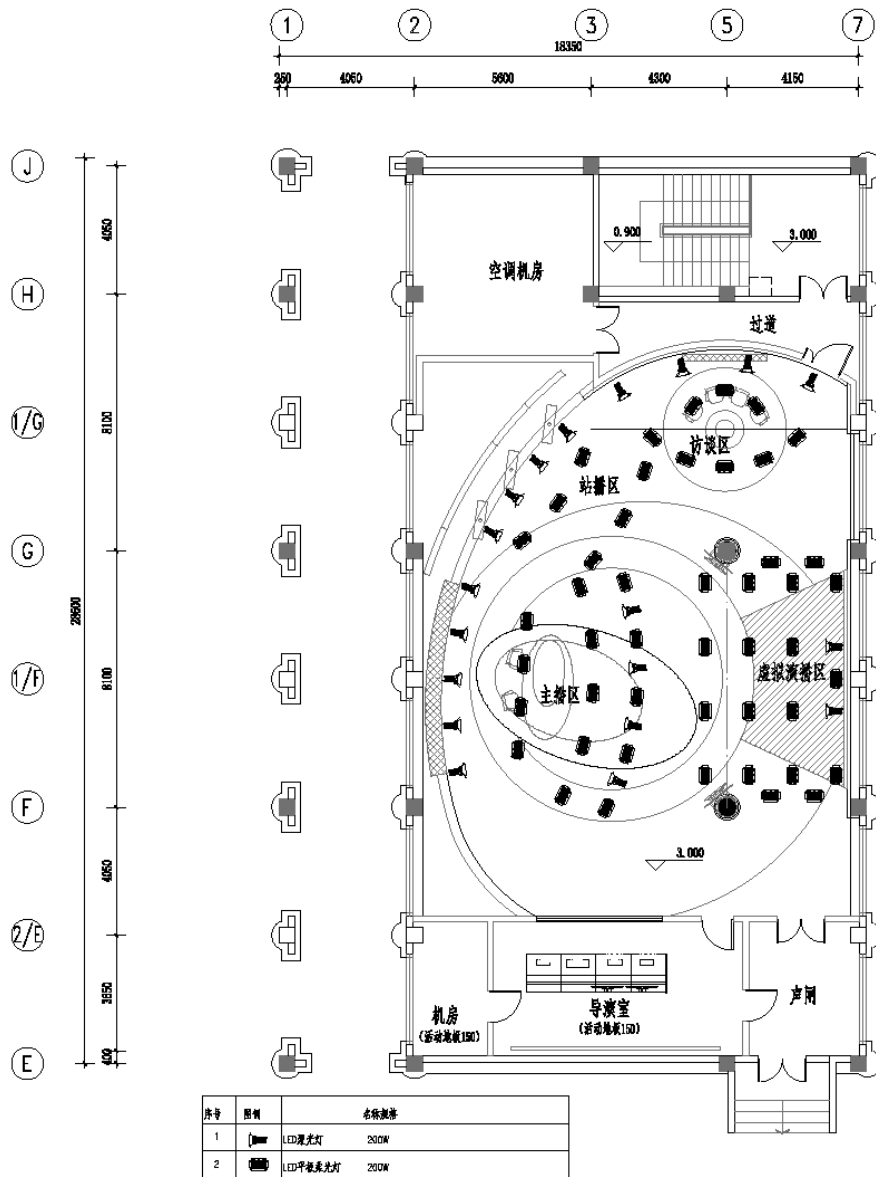 1 2 3 5 7
18350
250 4050 5600 4300 4150
J
4050
0.900
3.000
空调机房
H
过道
8100
1/G
访谈区
站播区
G
28600
8100
1/F
虚拟演播区
主播区
F
3.000
4050
2/E
3650
声闸
导演室
(活动地板150)
机房
(活动地板150)
400
E
序号 图例 名称规格
1 LED聚光灯 200W
2 LED平板柔光灯 200W